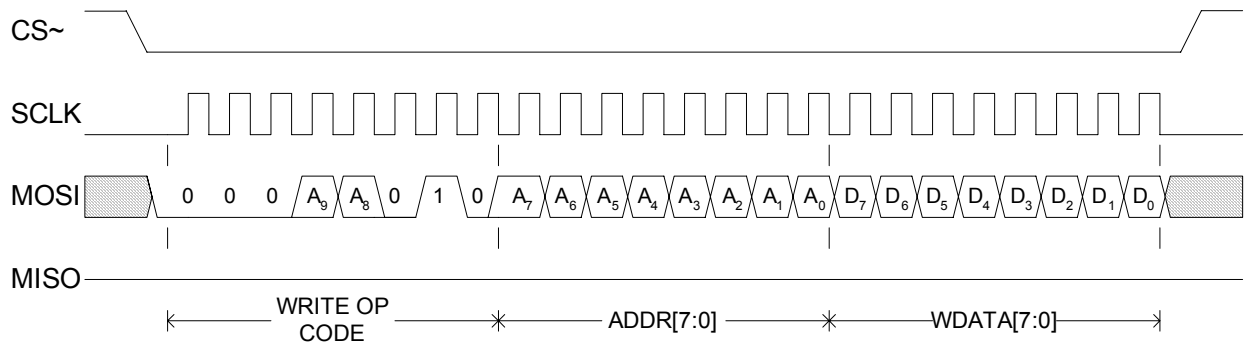 CS~
SCLK
MOSI 0 0 0 A₉ A₈ 0 1 0 A₇ A₆ A₅ A₄ A₃ A₂ A₁ A₀ D₇ D₆ D₅ D₄ D₃ D₂ D₁ D₀
MISO
WRITE OP
CODE
ADDR[7:0]
WDATA[7:0]